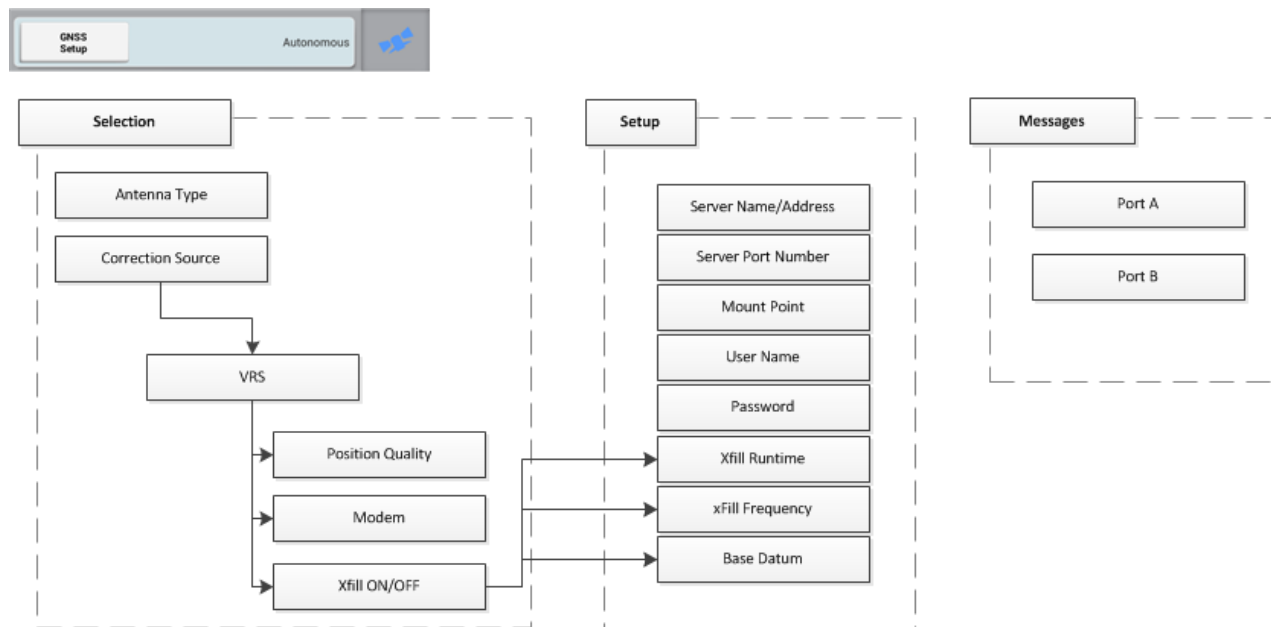 GNSS
Setup
Autonomous
Selection
Antenna Type
Correction Source
VRS
Position Quality
Modem
Xfill ON/OFF
Setup
Server Name/Address
Server Port Number
Mount Point
User Name
Password
Xfill Runtime
xFill Frequency
Base Datum
Messages
Port A
Port B